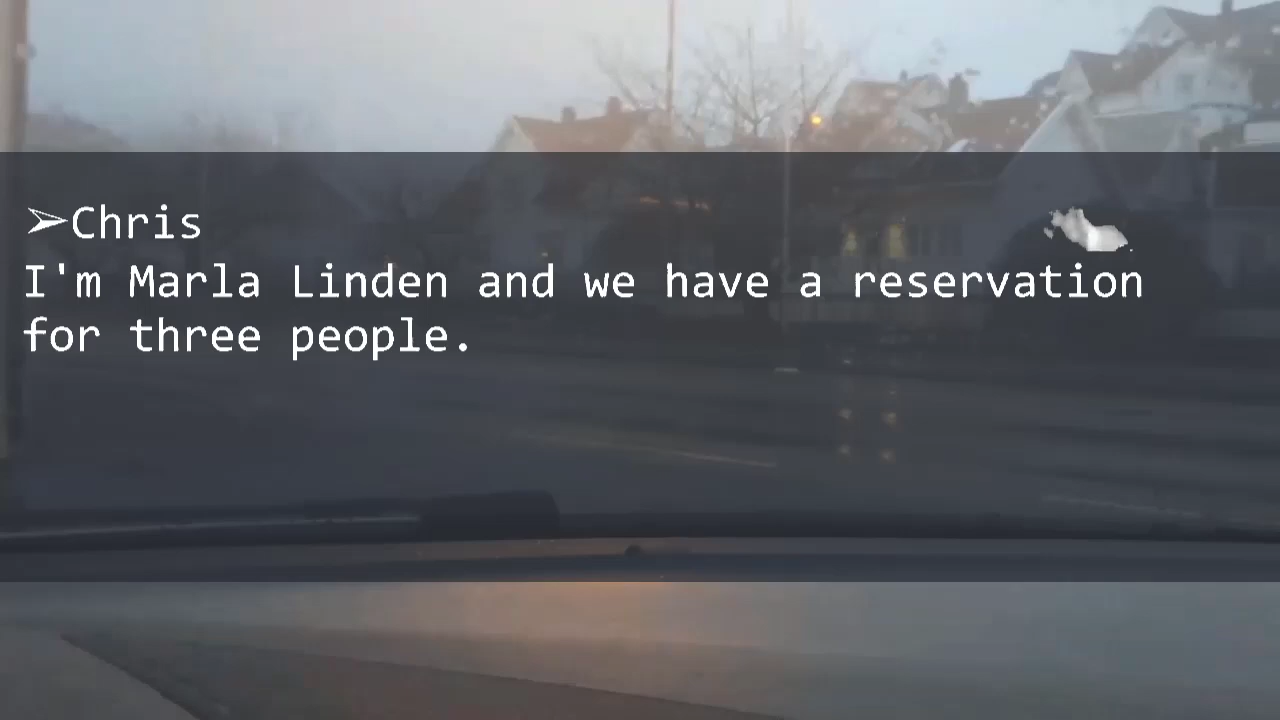 ➢Chris
I'm Marla Linden and we have a reservation
for three people.